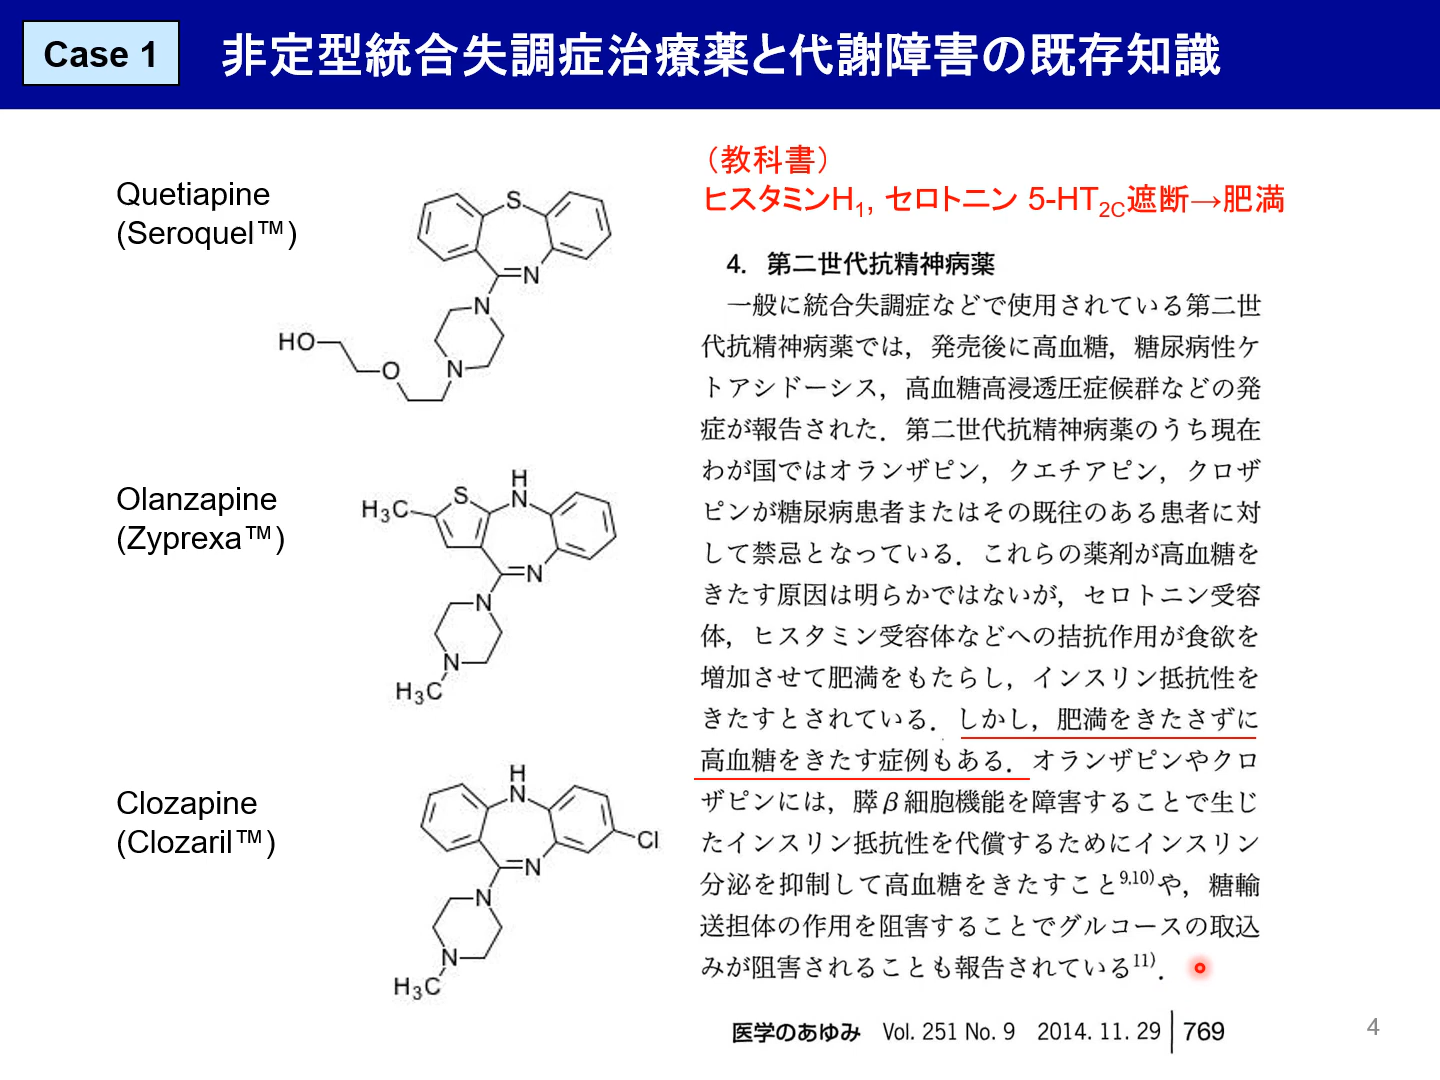 Case 1
非定型統合失調症治療薬と代謝障害の既存知識
Quetiapine
(Seroquel™)
S
N
N
N
HO
O
Olanzapine
(Zyprexa™)
H
N
S
H3C
N
N
N
H3C
Clozapine
(Clozaril™)
H
N
Cl
N
N
N
H3C
（教科書）
ヒスタミンH1, セロトニン 5-HT2C遮断→肥満
4. 第二世代抗精神病薬
一般に統合失調症などで使用されている第二世
代抗精神病薬では，発売後に高血糖，糖尿病性ケ
トアシドーシス，高血糖高浸透圧症候群などの発
症が報告された．第二世代抗精神病薬のうち現在
わが国ではオランザピン，クエチアピン，クロザ
ピンが糖尿病患者またはその既往のある患者に対
して禁忌となっている．これらの薬剤が高血糖を
きたす原因は明らかではないが，セロトニン受容
体，ヒスタミン受容体などへの拮抗作用が食欲を
増加させて肥満をもたらし，インスリン抵抗性を
きたすとされている．しかし，肥満をきたさずに
高血糖をきたす症例もある．オランザピンやクロ
ザピンには，膵β細胞機能を障害することで生じ
たインスリン抵抗性を代償するためにインスリン
分泌を抑制して高血糖をきたすこと9,10)や，糖輸
送担体の作用を阻害することでグルコースの取込
みが阻害されることも報告されている11)．
医学のあゆみ Vol. 251 No. 9 2014. 11. 29 769
4